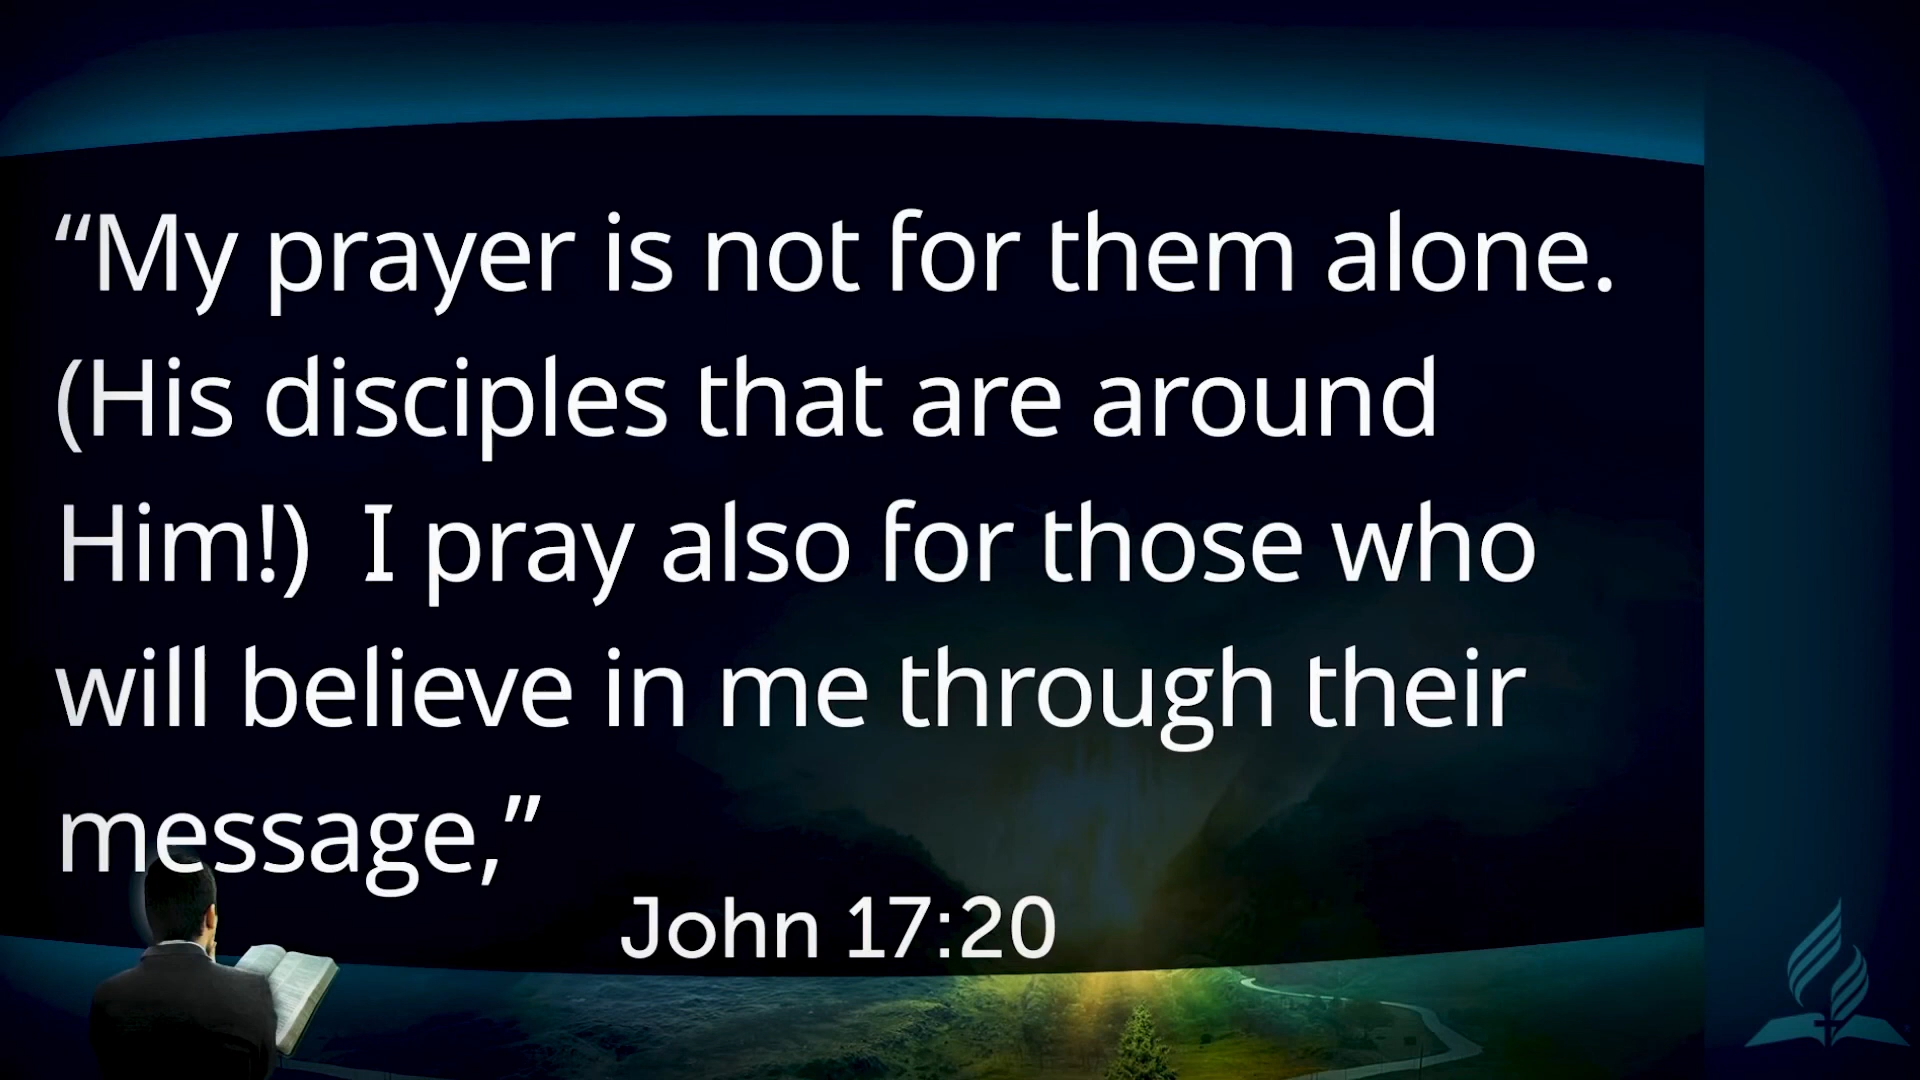 “My prayer is not for them alone.
(His disciples that are around
Him!)  I pray also for those who
will believe in me through their
message,”
John 17:20